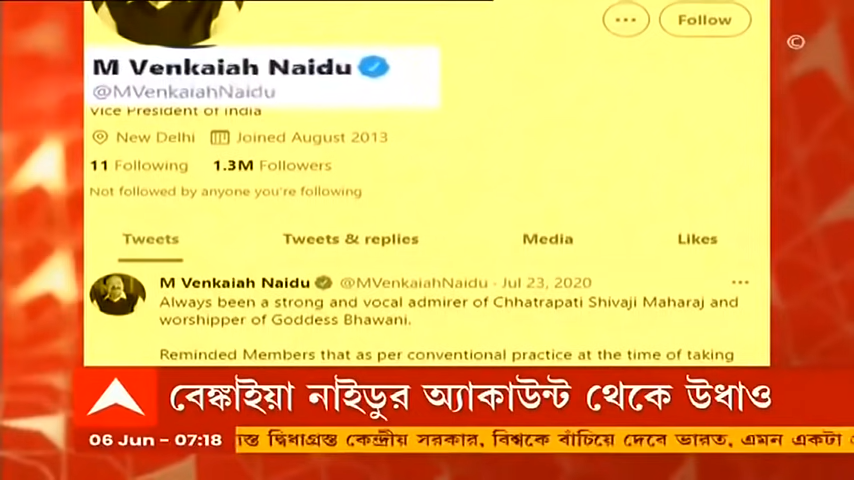 Follow
©
M Venkaiah Naidu
@MVenkaiahNaidu
Vice President of India
New Delhi Joined August 2013
11 Following 1.3M Followers
Not followed by anyone you're following
Tweets Tweets & replies Media Likes
M Venkaiah Naidu @MVenkaiahNaidu · Jul 23, 2020
Always been a strong and vocal admirer of Chhatrapati Shivaji Maharaj and
worshipper of Goddess Bhawani.
Reminded Members that as per conventional practice at the time of taking
বেঙ্কাইয়া নাইডুর অ্যাকাউন্ট থেকে উধাও
06 Jun - 07:18 দ্বিধাগ্রস্ত কেন্দ্রীয় সরকার, বিশ্বকে বাঁচিয়ে দেবে ভারত, এমন একটা